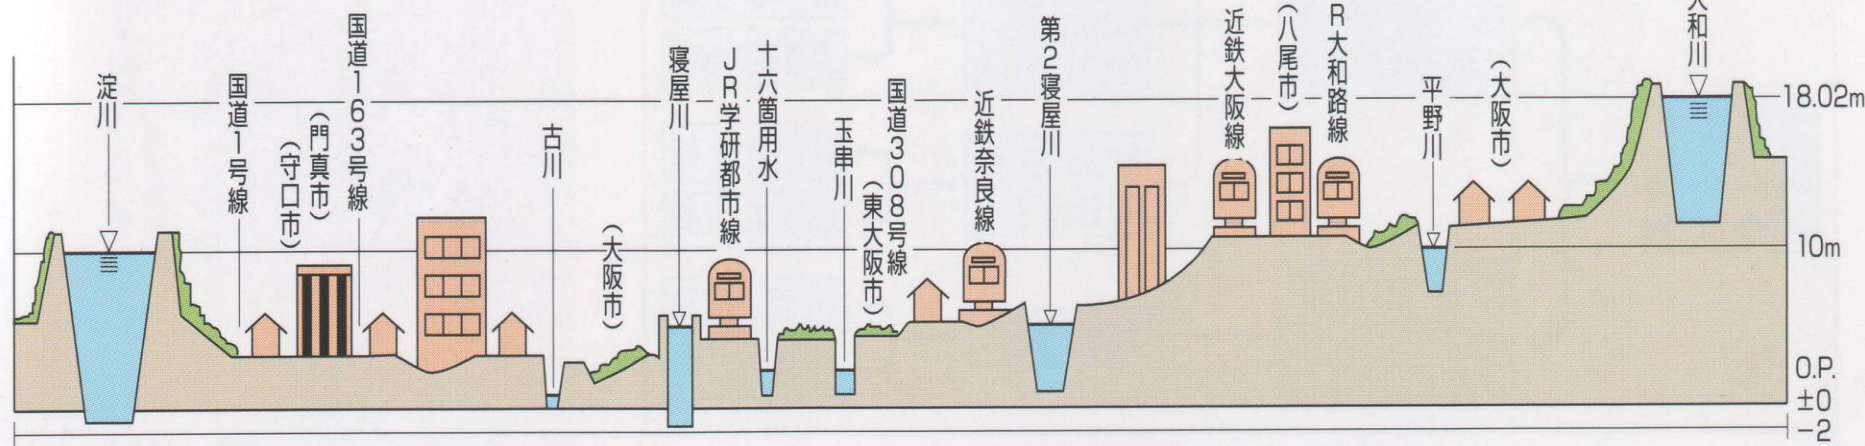 淀川
国道1号線
(守口市)
(門真市)
国道163号線
古川
(大阪市)
寝屋川
JR学研都市線
十六箇用水
玉串川
(東大阪市)
国道308号線
近鉄奈良線
第2寝屋川
近鉄大阪線
(八尾市)
R大和路線
平野川
(大阪市)
大和川
18.02m
10m
O.P.
±0
-2